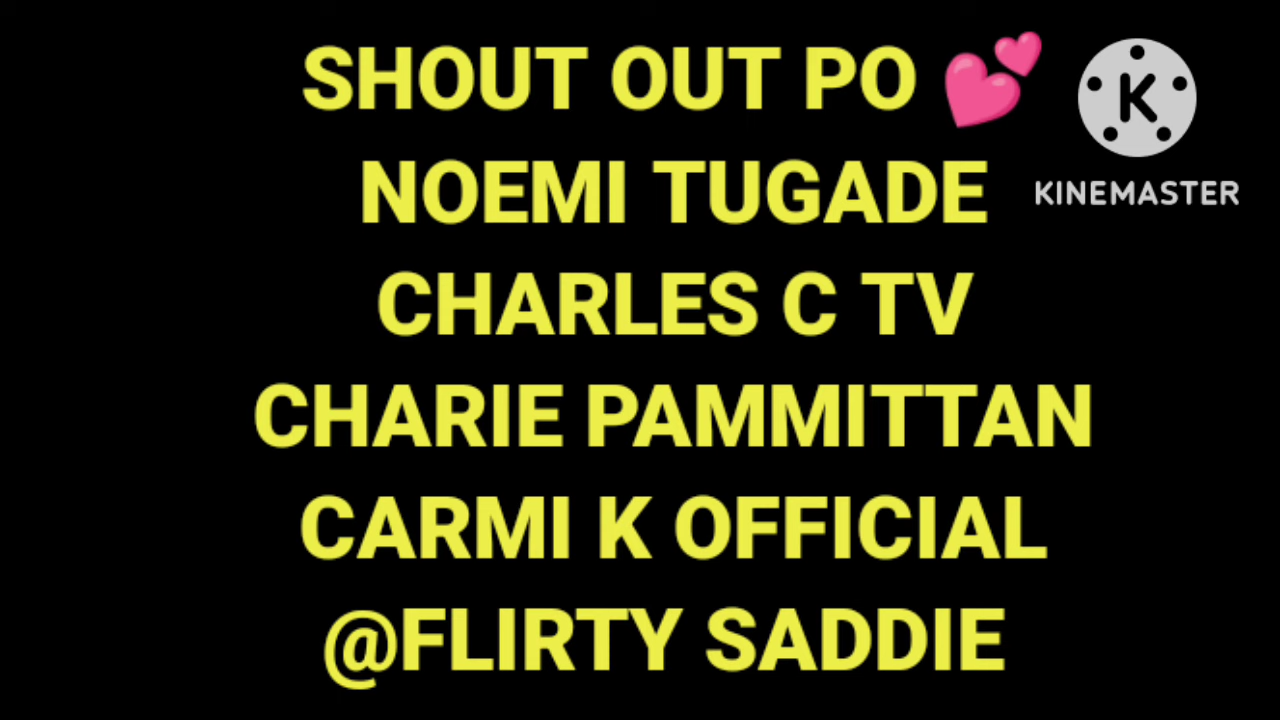 SHOUT OUT PO 💕
NOEMI TUGADE
CHARLES C TV
CHARIE PAMMITTAN
CARMI K OFFICIAL
@FLIRTY SADDIE
K
KINEMASTER